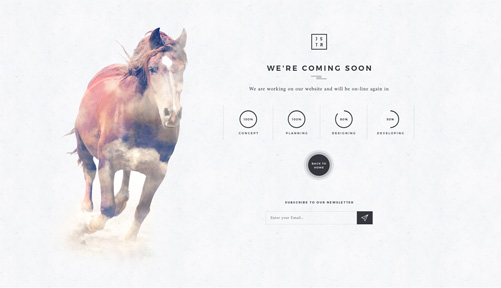 WE'RE COMING SOON
We are working on our website and will be on-line again in
100%
CONCEPT
100%
PLANNING
DESIGNING
50%
DEVELOPING
BACK TO
HOME
SUBSCRIBE TO OUR NEWSLETTER
Enter your Email...